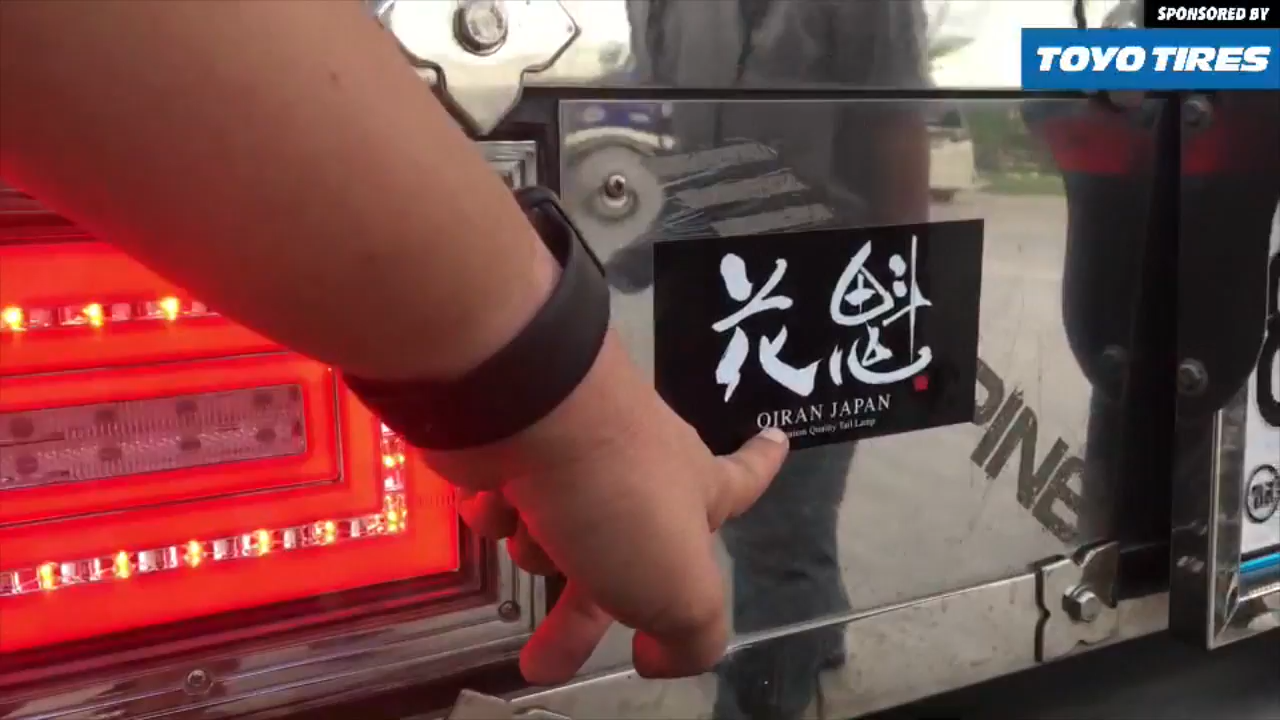 SPONSORED BY
TOYO TIRES
花魁
OIRAN JAPAN
Quality Tail Lamp